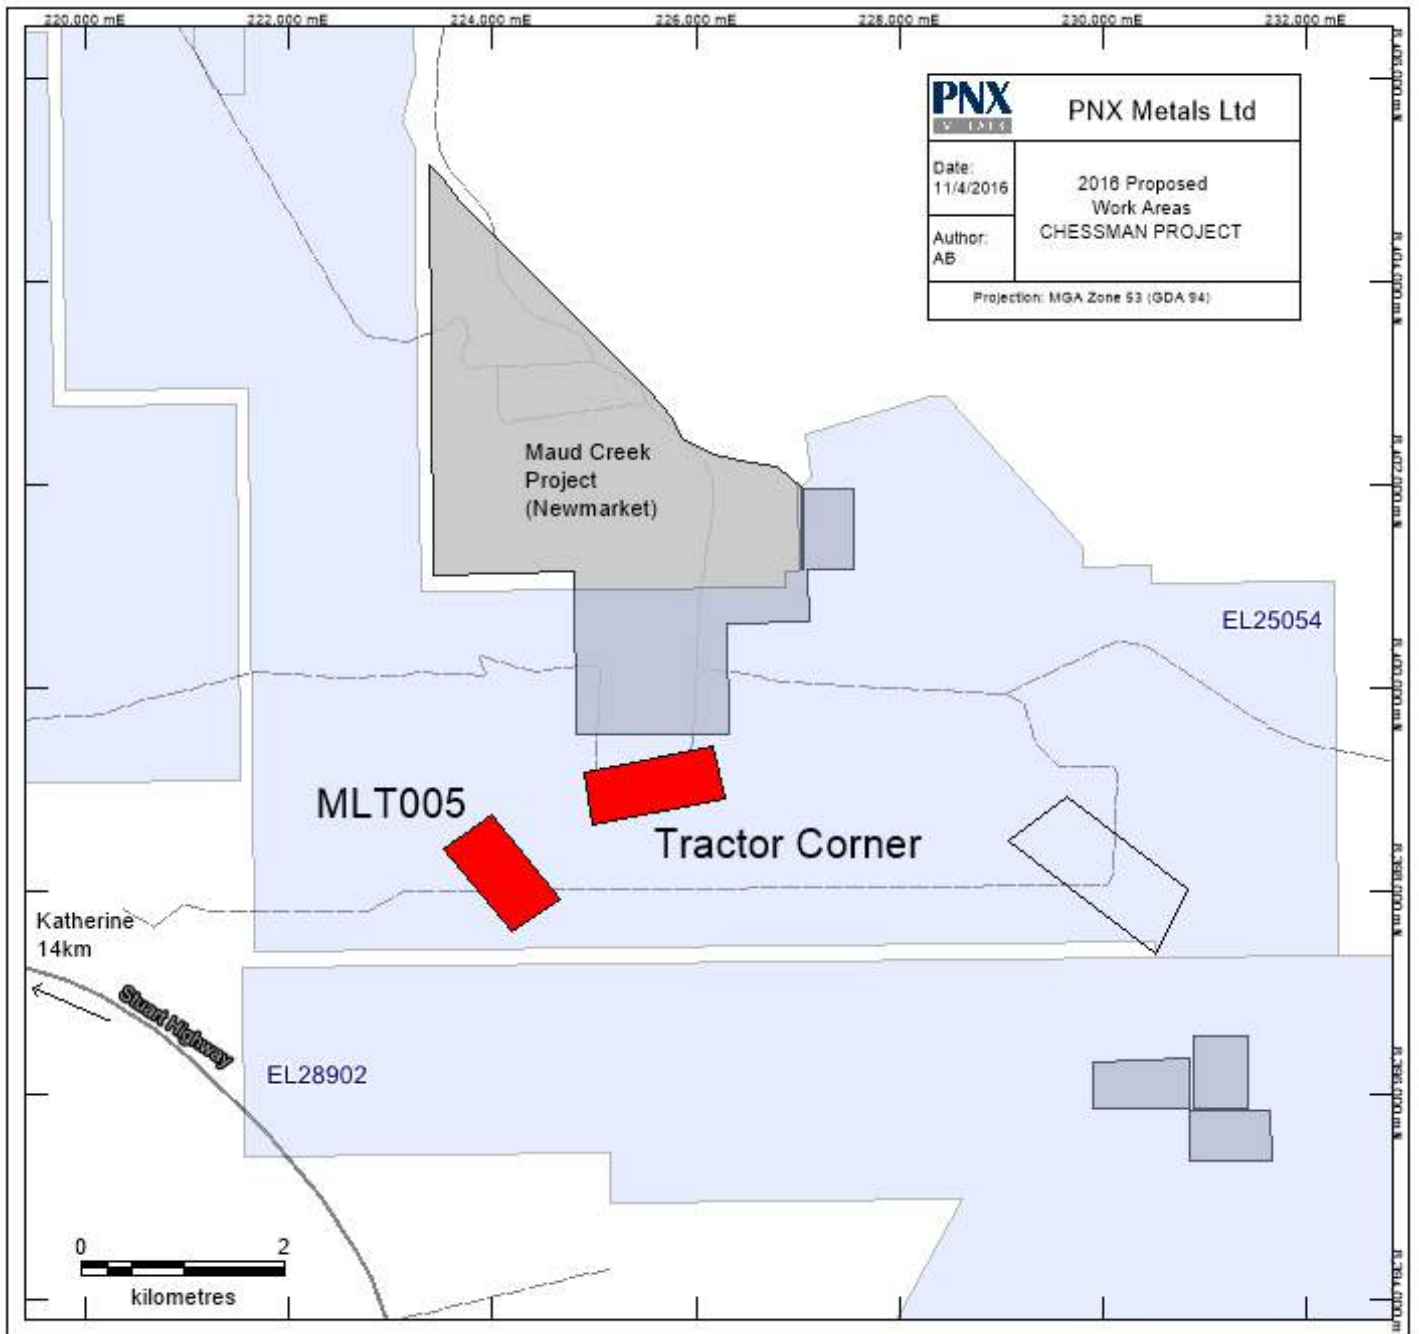 220,000 mE 222,000 mE 224,000 mE 226,000 mE 228,000 mE 230,000 mE 232,000 mE
PNX
METALS
PNX Metals Ltd
Date:
11/4/2016
2016 Proposed
Work Areas
CHESSMAN PROJECT
Author:
AB
Projection: MGA Zone 53 (GDA 94)
Maud Creek
Project
(Newmarket)
EL25054
MLT005
Tractor Corner
Katherine
14km
Stuart Highway
EL28902
0 2
kilometres